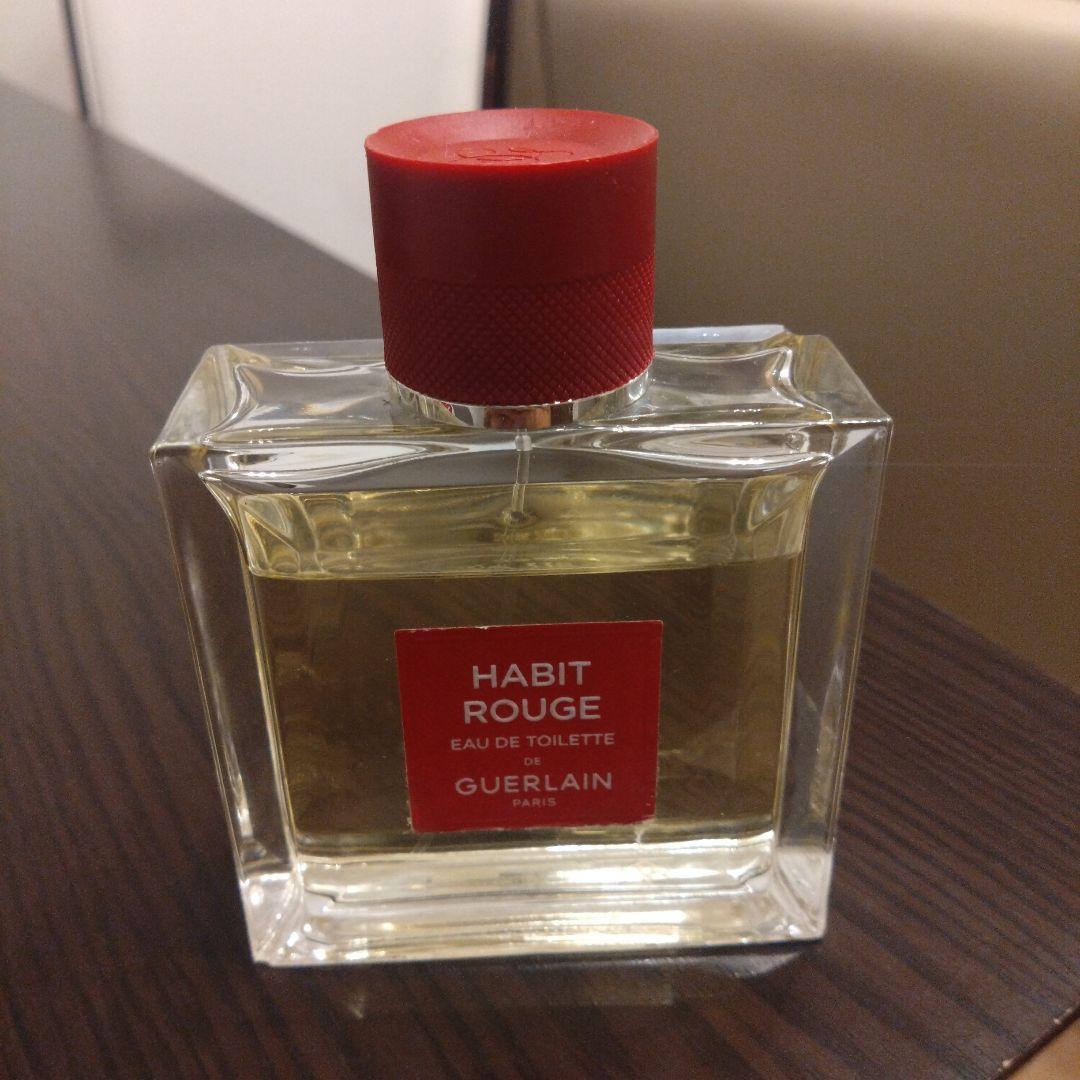 HABIT
ROUGE
EAU DE TOILETTE
DE
GUERLAIN
PARIS